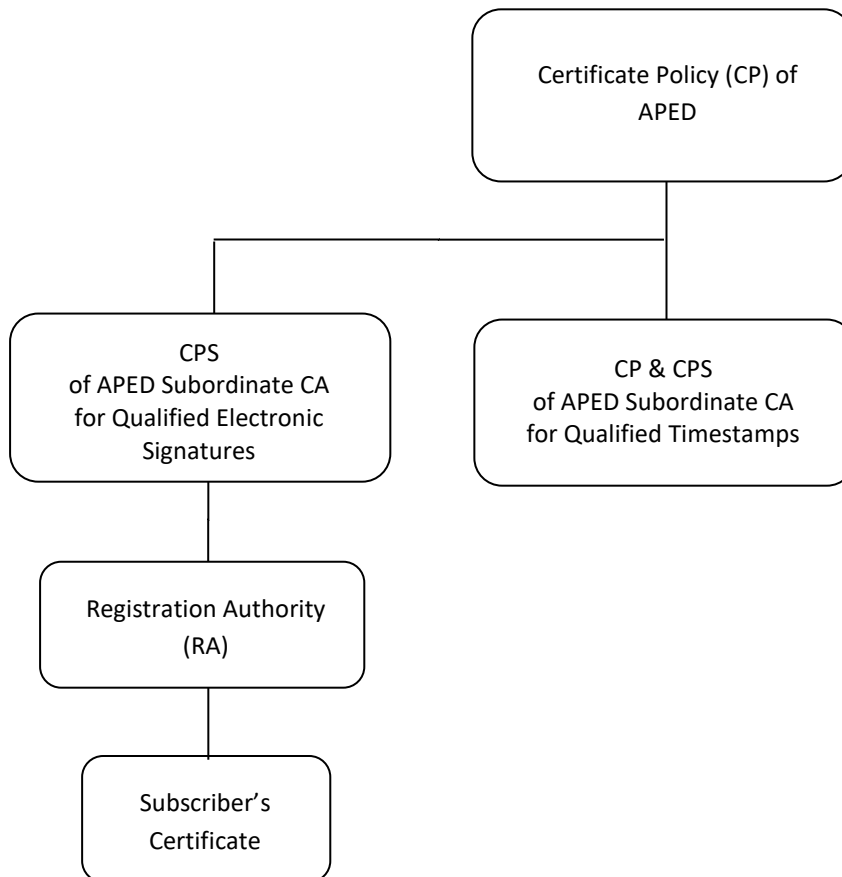 Certificate Policy (CP) of
APED
CPS
of APED Subordinate CA
for Qualified Electronic
Signatures
CP & CPS
of APED Subordinate CA
for Qualified Timestamps
Registration Authority
(RA)
Subscriber’s
Certificate